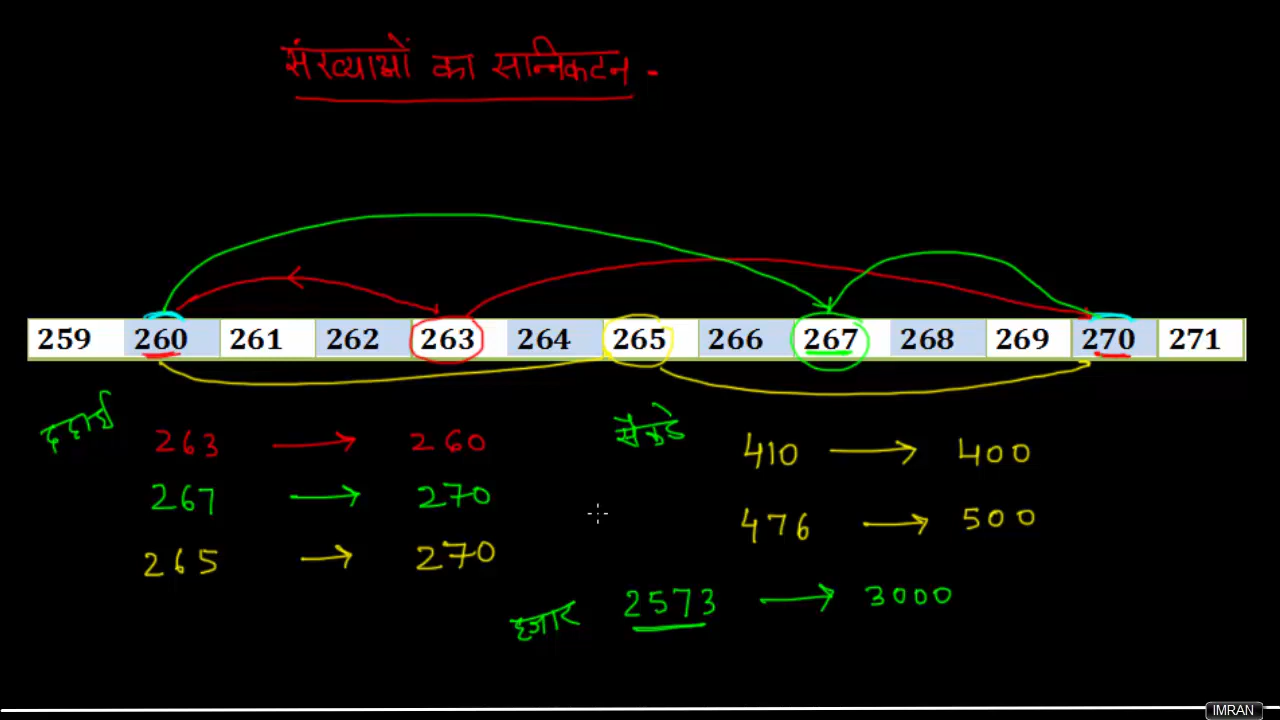 संख्याओं का सन्निकटन -
259 260 261 262 263 264 265 266 267 268 269 270 271
दहाई
263 → 260
267 → 270
265 → 270
सैकडे
410 → 400
476 → 500
हजार 2573 → 3000
IMRAN